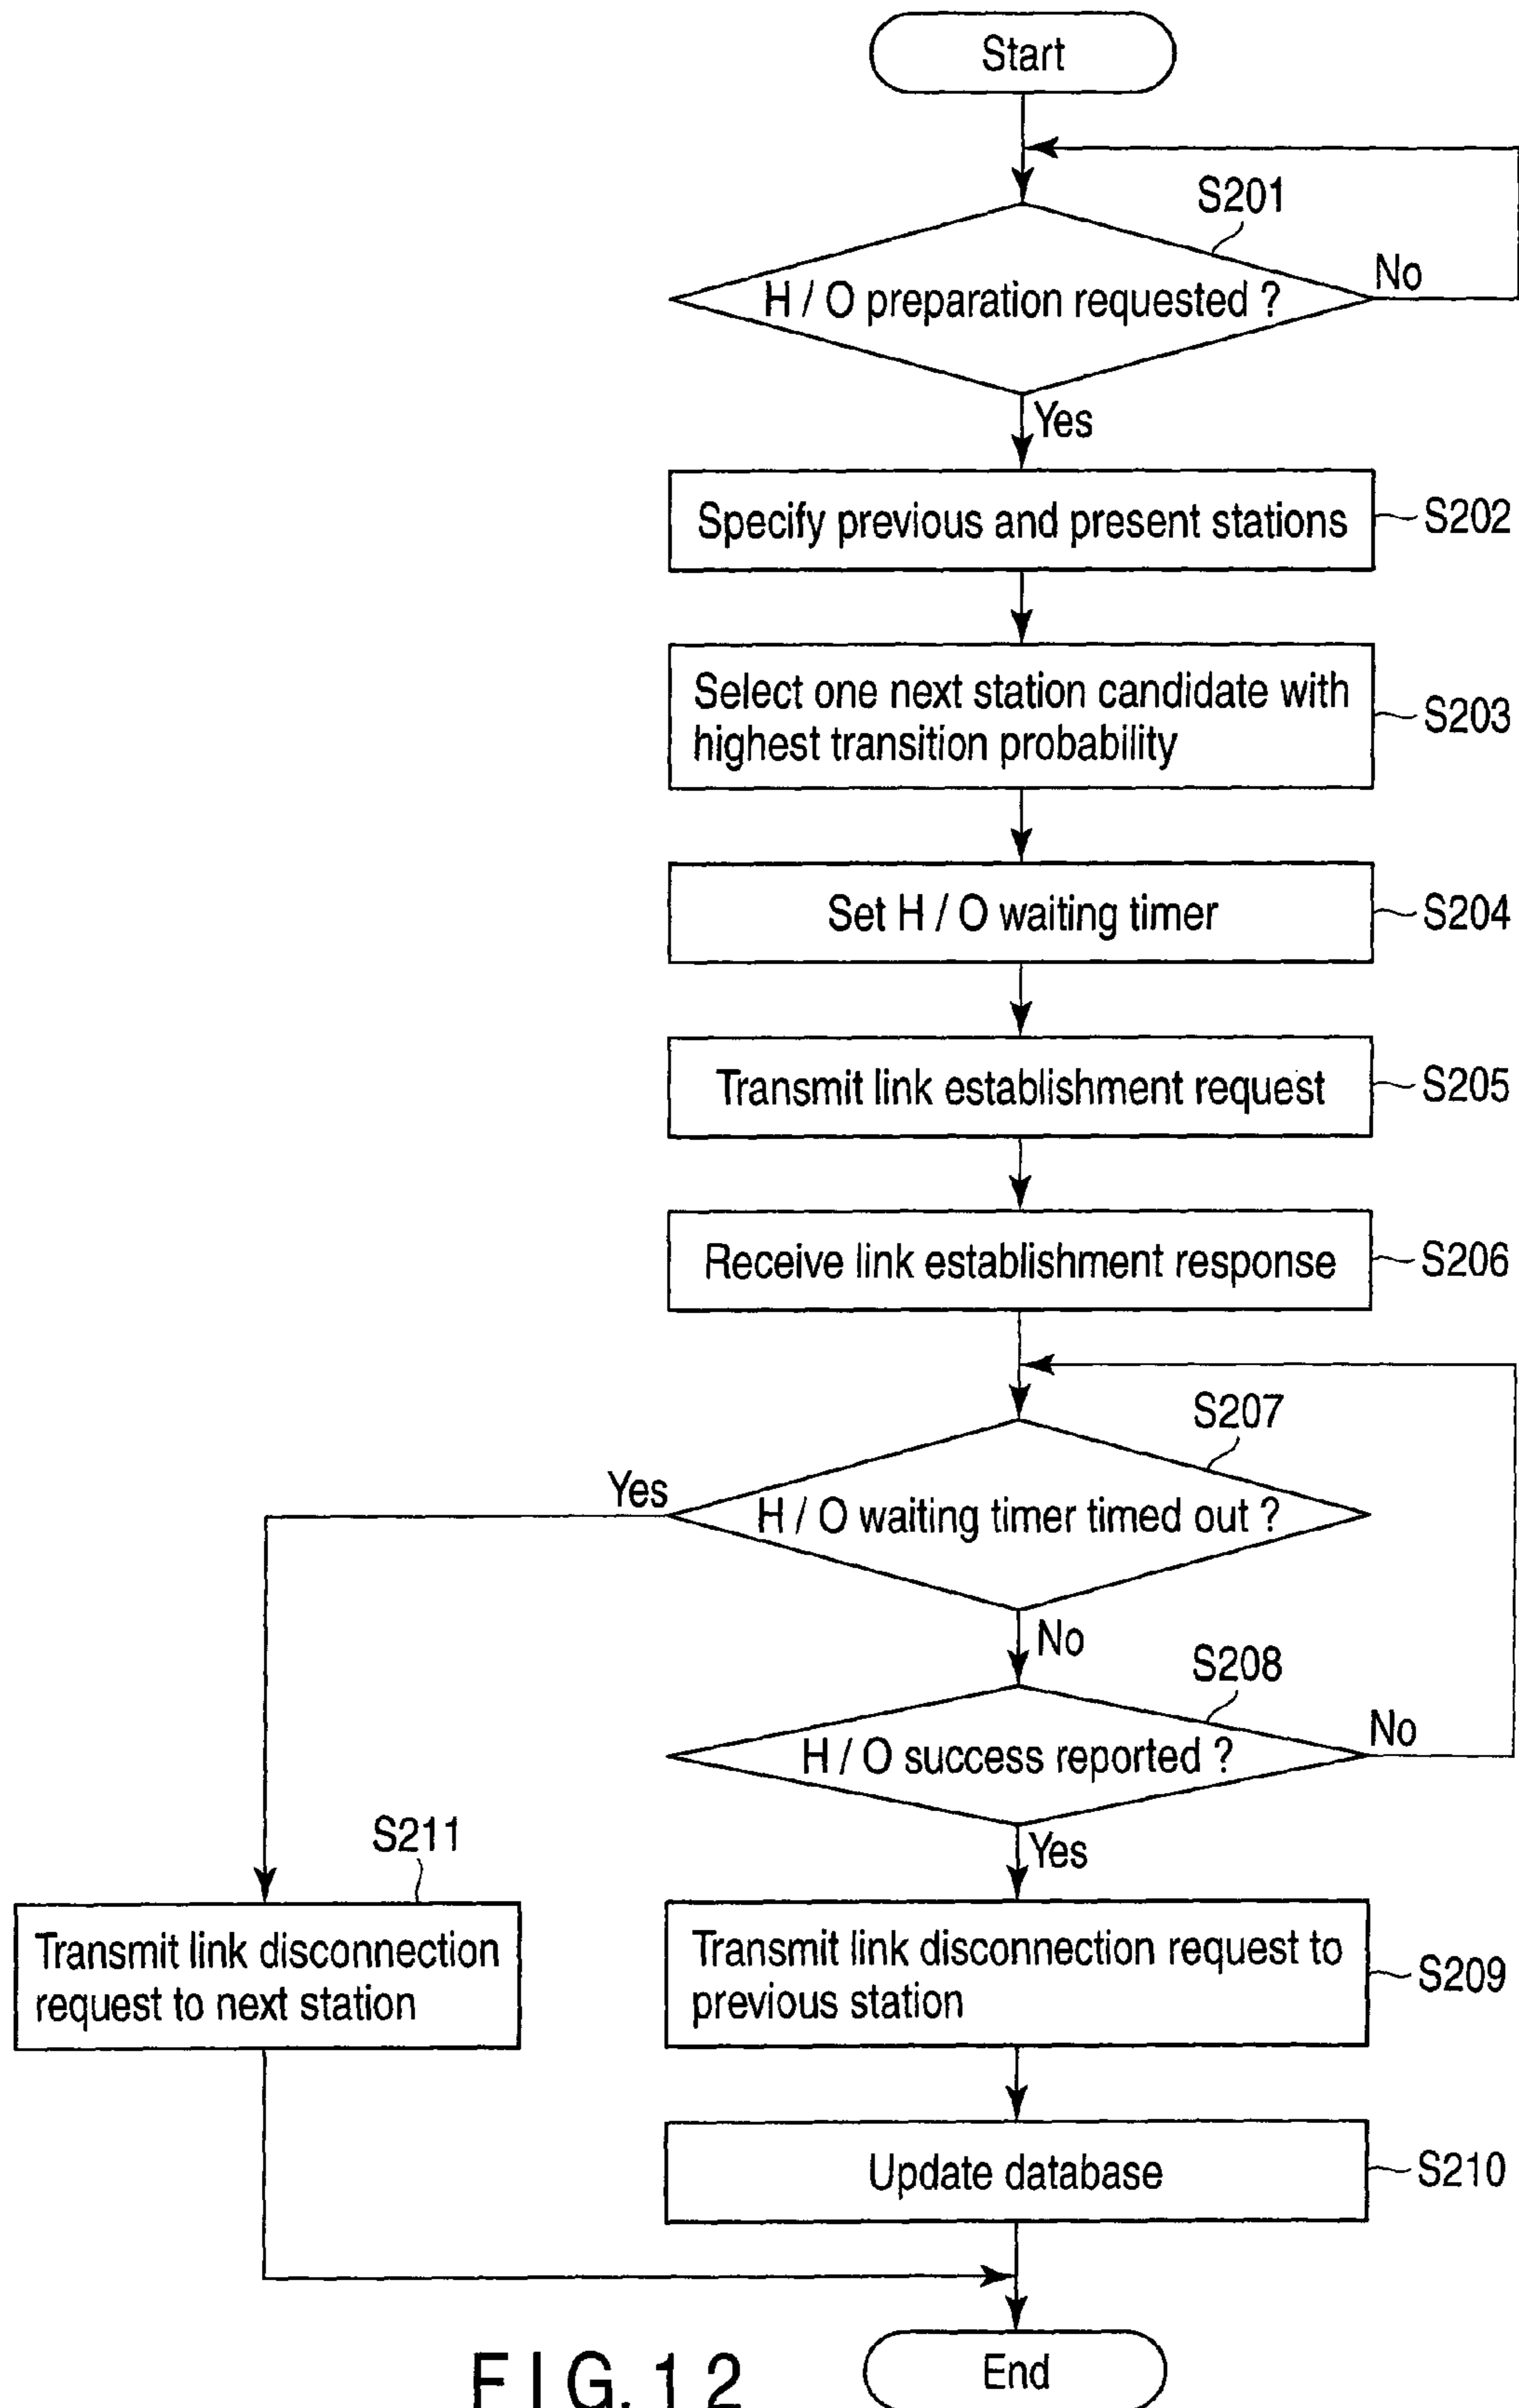 Start
S201
H / O preparation requested ?
No
Yes
Specify previous and present stations
S202
Select one next station candidate with
highest transition probability
S203
Set H / O waiting timer
S204
Transmit link establishment request
S205
Receive link establishment response
S206
S207
Yes
H / O waiting timer timed out ?
No
S208
H / O success reported ?
No
Yes
S211
Transmit link disconnection
request to next station
Transmit link disconnection request to
previous station
S209
Update database
S210
End
FIG. 12